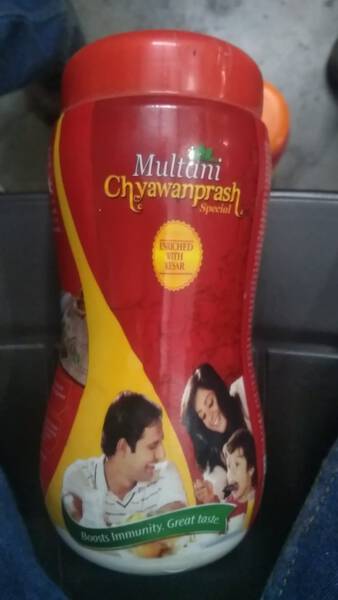 Multani
Chyawanprash
Special
ENRICHED
WITH
KESAR
Boosts Immunity. Great taste.